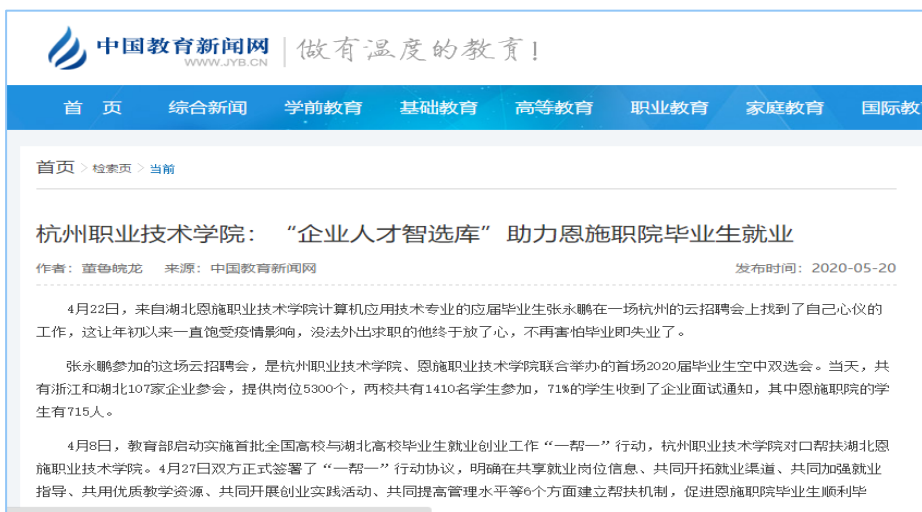 中国教育新闻网
WWW.JYB.CN
做有温度的教育!
首 页 综合新闻 学前教育 基础教育 高等教育 职业教育 家庭教育 国际教
首页 > 检索页 > 当前
杭州职业技术学院：“企业人才智选库”助力恩施职院毕业生就业
作者：董鲁皖龙 来源：中国教育新闻网 发布时间：2020-05-20
4月22日，来自湖北恩施职业技术学院计算机应用技术专业的应届毕业生张永鹏在一场杭州的云招聘会上找到了自己心仪的
工作，这让年初以来一直饱受疫情影响，没法外出求职的他终于放了心，不再害怕毕业即失业了。
张永鹏参加的这场云招聘会，是杭州职业技术学院、恩施职业技术学院联合举办的首场2020届毕业生空中双选会。当天，共
有浙江和湖北107家企业参会，提供岗位5300个，两校共有1410名学生参加，71%的学生收到了企业面试通知，其中恩施职院的学
生有715人。
4月8日，教育部启动实施首批全国高校与湖北高校毕业生就业创业工作“一帮一”行动，杭州职业技术学院对口帮扶湖北恩
施职业技术学院。4月27日双方正式签署了“一帮一”行动协议，明确在共享就业岗位信息、共同开拓就业渠道、共同加强就业
指导、共用优质教学资源、共同开展创业实践活动、共同提高管理水平等6个方面建立帮扶机制，促进恩施职院毕业生顺利毕